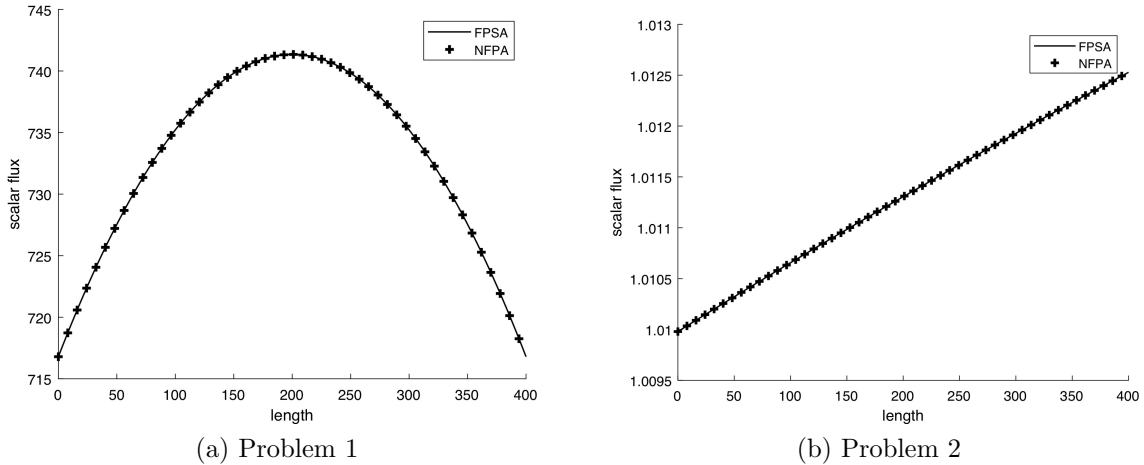 745
740
735
730
725
720
715
scalar flux
0 50 100 150 200 250 300 350 400
length
FPSA
NFPA
(a) Problem 1
1.013
1.0125
1.012
1.0115
1.011
1.0105
1.01
1.0095
scalar flux
0 50 100 150 200 250 300 350 400
length
FPSA
NFPA
(b) Problem 2